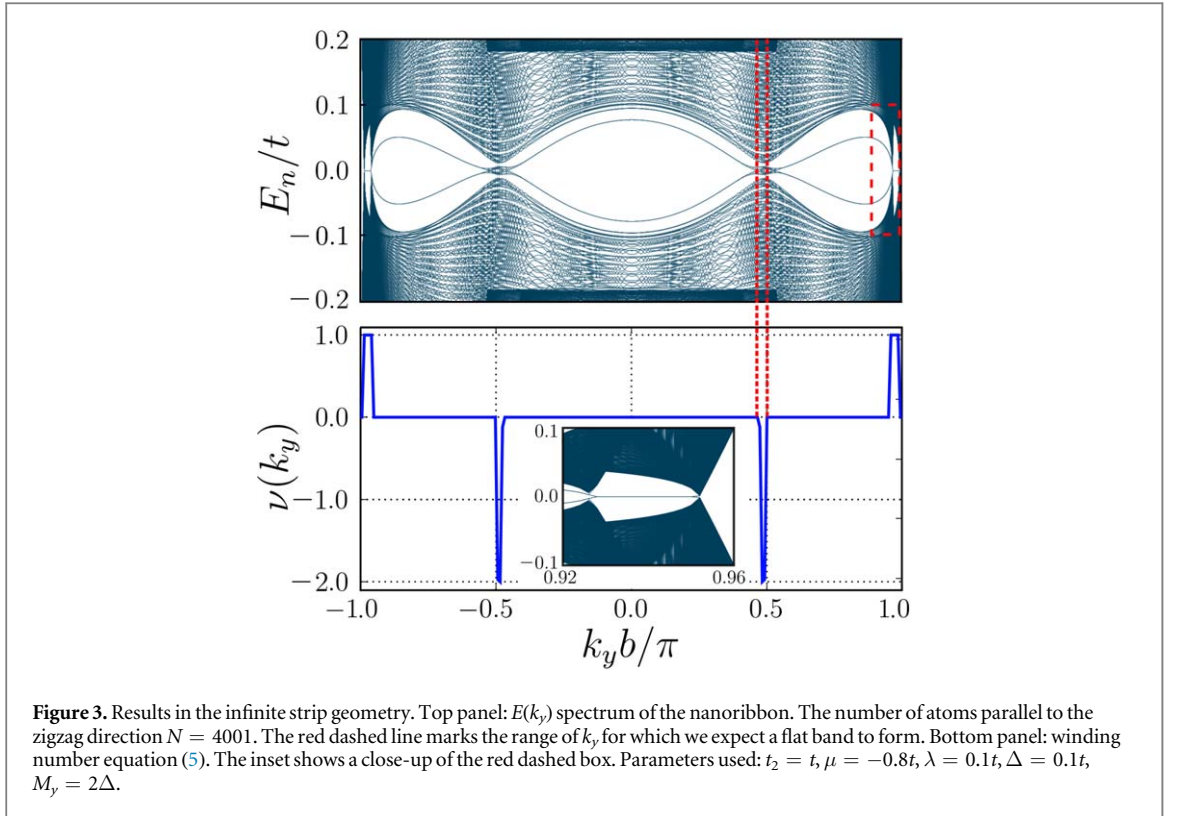 0.2
0.1
0.0
−0.1
−0.2
E_n/t
1.0
0.0
−1.0
−2.0
ν(k_y)
0.1
0.0
−0.1
0.92 0.96
−1.0 −0.5 0.0 0.5 1.0
k_y b/π
Figure 3. Results in the infinite strip geometry. Top panel: E(k_y) spectrum of the nanoribbon. The number of atoms parallel to the
zigzag direction N = 4001. The red dashed line marks the range of k_y for which we expect a flat band to form. Bottom panel: winding
number equation (5). The inset shows a close-up of the red dashed box. Parameters used: t₂ = t, μ = −0.8t, λ = 0.1t, Δ = 0.1t,
M_y = 2Δ.